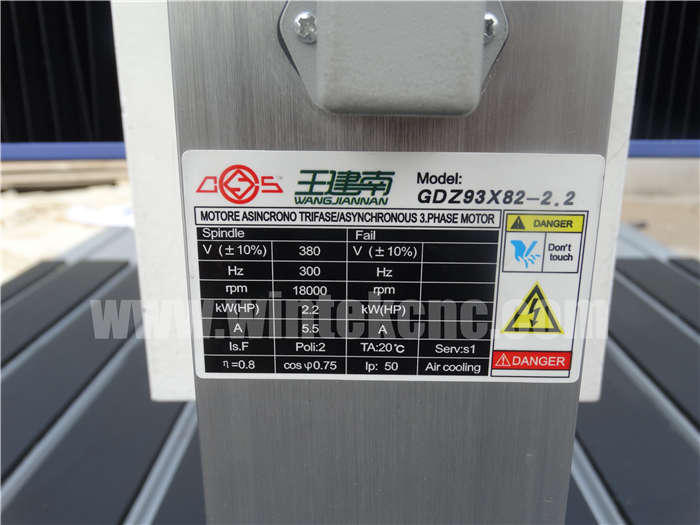 王建南
WANGJIANNAN
Model:
GDZ93X82-2.2
MOTORE ASINCRONO TRIFASE/ASYNCHRONOUS 3.PHASE MOTOR
Spindle Fail
V (±10%) 380 V (±10%)
Hz 300 Hz
rpm 18000 rpm
kW(HP) 2.2 kW(HP)
A 5.5 A
Is.F Poli:2 TA:20℃ Serv:s1
η=0.8 cosφ0.75 Ip: 50 Air cooling
DANGER
Don't
touch
DANGER
www.wintekcnc.com